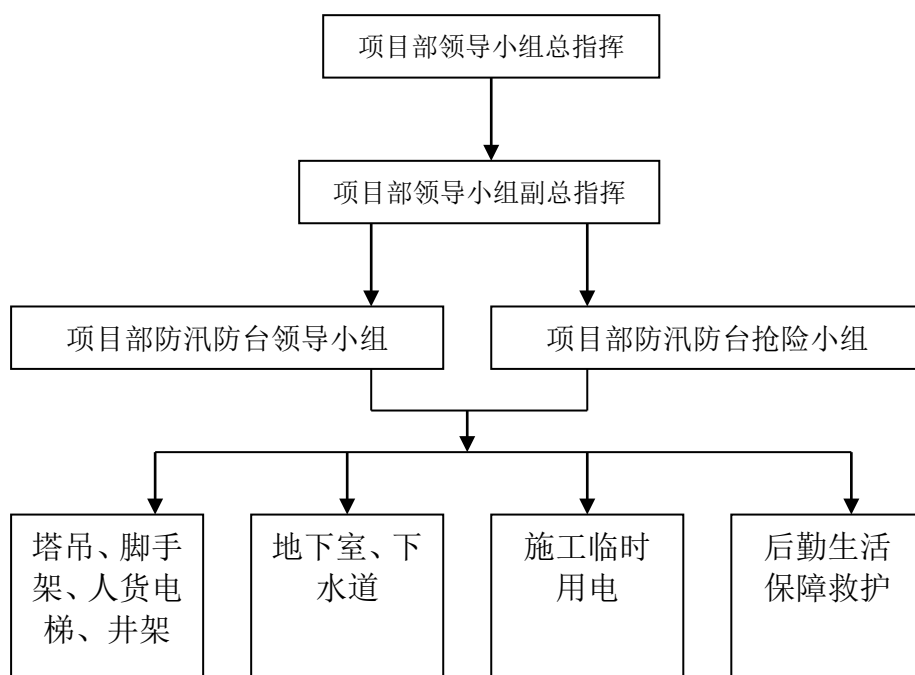 项目部领导小组总指挥
项目部领导小组副总指挥
项目部防汛防台领导小组
项目部防汛防台抢险小组
塔吊、脚手
架、人货电
梯、井架
地下室、下
水道
施工临时
用电
后勤生活
保障救护